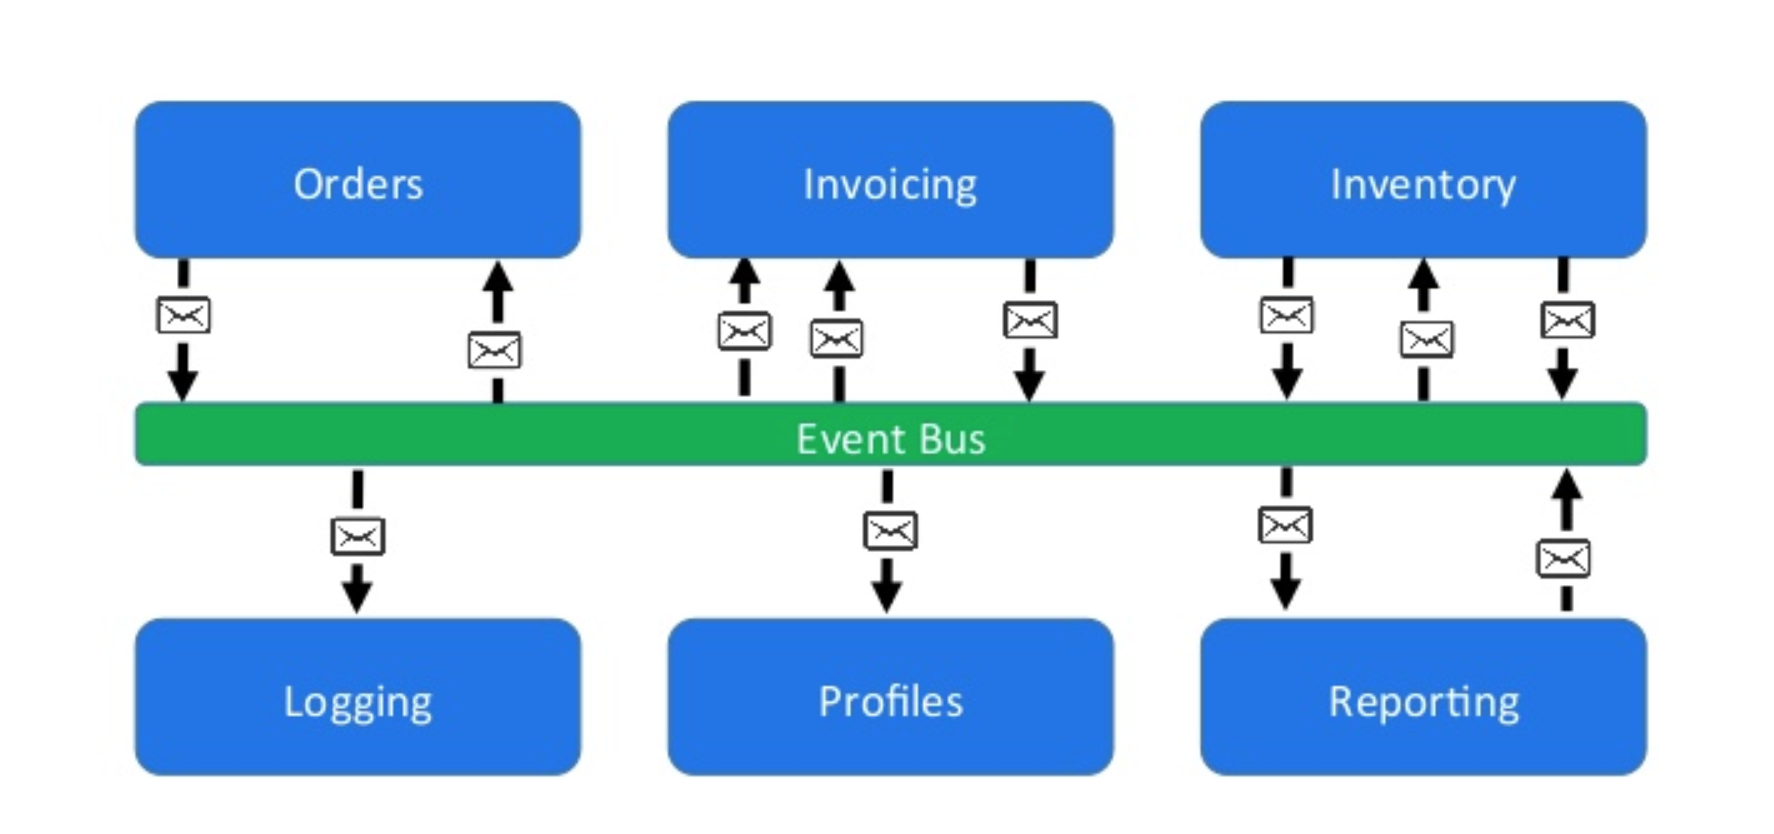 Orders
Invoicing
Inventory
Event Bus
Logging
Profiles
Reporting